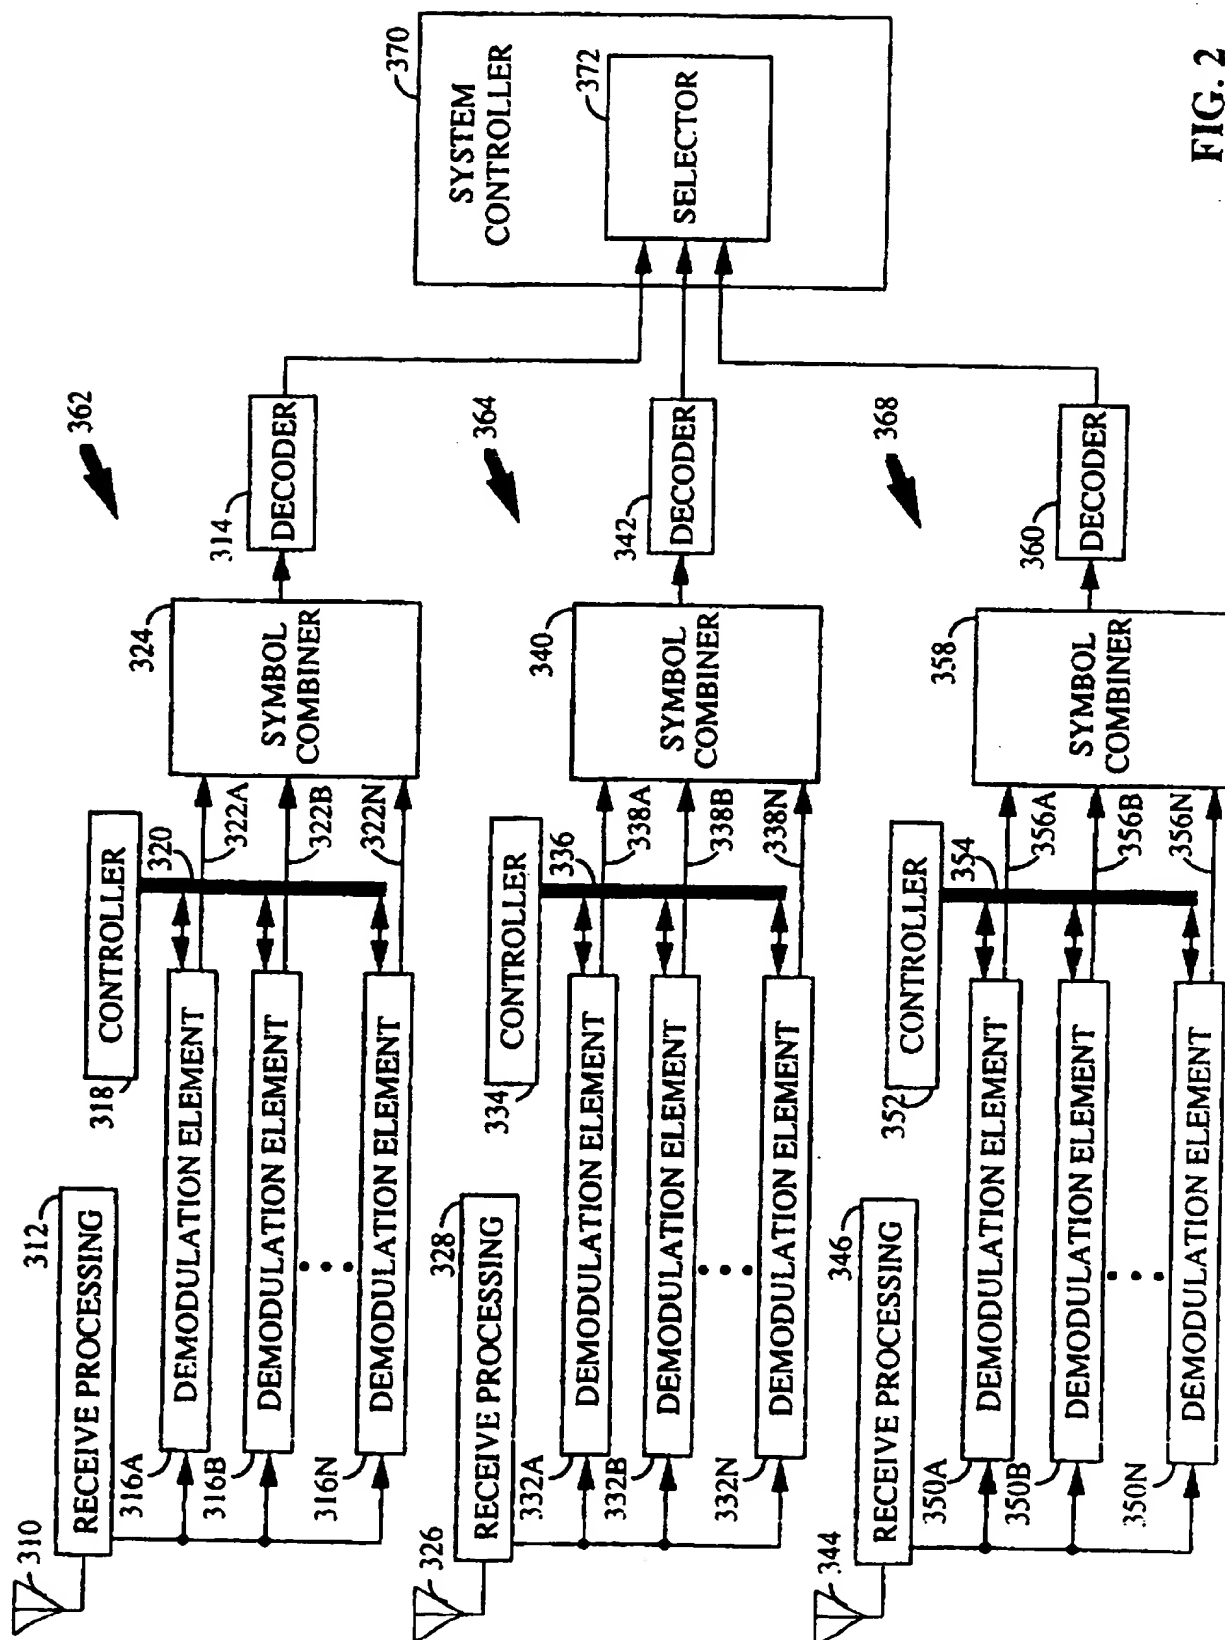 310
312
RECEIVE PROCESSING
316A
DEMODULATION ELEMENT
316B
DEMODULATION ELEMENT
316N
DEMODULATION ELEMENT
318
CONTROLLER
320
322A
322B
322N
324
SYMBOL
COMBINER
314
DECODER
362
326
328
RECEIVE PROCESSING
332A
DEMODULATION ELEMENT
332B
DEMODULATION ELEMENT
332N
DEMODULATION ELEMENT
334
CONTROLLER
336
338A
338B
338N
340
SYMBOL
COMBINER
342
DECODER
364
344
346
RECEIVE PROCESSING
350A
DEMODULATION ELEMENT
350B
DEMODULATION ELEMENT
350N
DEMODULATION ELEMENT
352
CONTROLLER
354
356A
356B
356N
358
SYMBOL
COMBINER
360
DECODER
368
370
SYSTEM
CONTROLLER
372
SELECTOR
FIG. 2